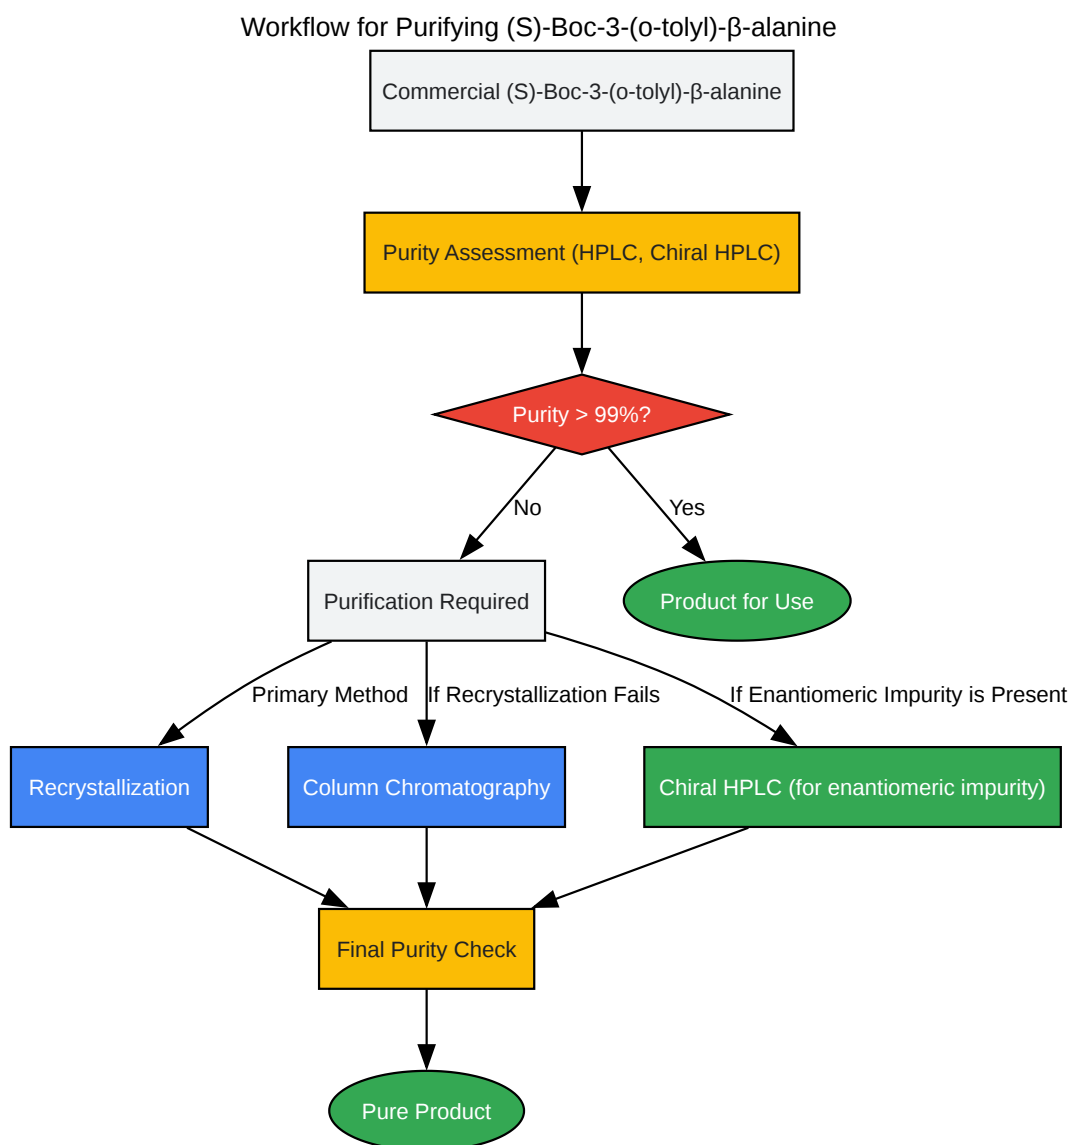 Workflow for Purifying (S)-Boc-3-(o-tolyl)-β-alanine
Commercial (S)-Boc-3-(o-tolyl)-β-alanine
Purity Assessment (HPLC, Chiral HPLC)
Purity > 99%?
No
Yes
Purification Required
Product for Use
Primary Method
If Recrystallization Fails
If Enantiomeric Impurity is Present
Recrystallization
Column Chromatography
Chiral HPLC (for enantiomeric impurity)
Final Purity Check
Pure Product